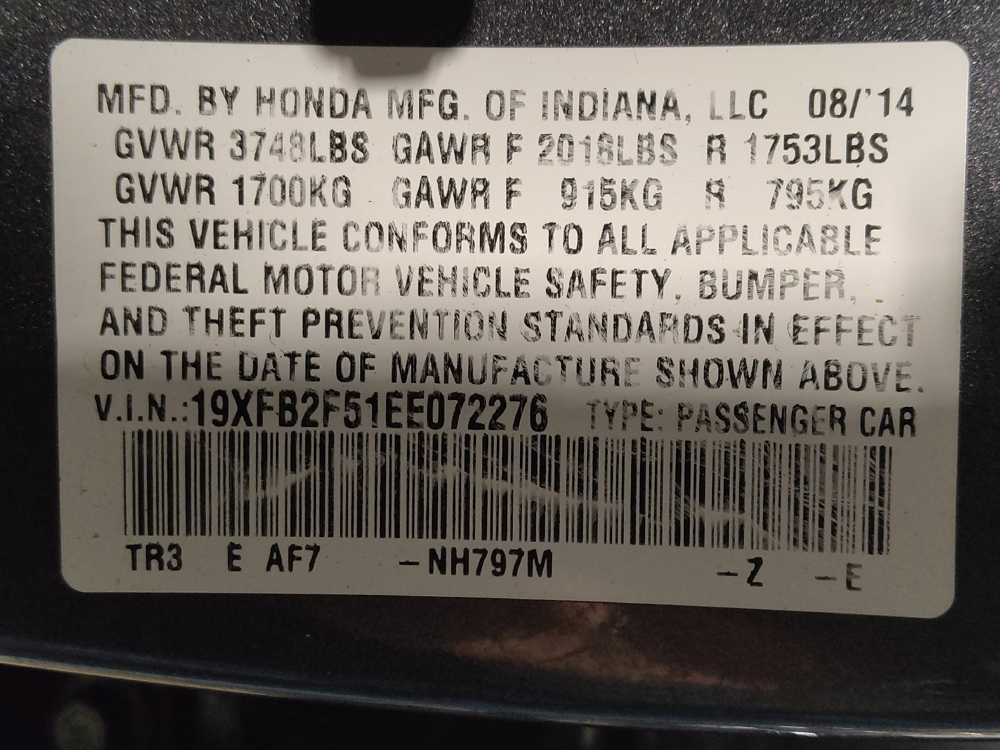 MFD. BY HONDA MFG. OF INDIANA, LLC 08/'14
GVWR 3748LBS GAWR F 2018LBS R 1753LBS
GVWR 1700KG GAWR F 915KG R 795KG
THIS VEHICLE CONFORMS TO ALL APPLICABLE
FEDERAL MOTOR VEHICLE SAFETY, BUMPER,
AND THEFT PREVENTION STANDARDS IN EFFECT
ON THE DATE OF MANUFACTURE SHOWN ABOVE.
V.I.N.:19XFB2F51EE072276 TYPE: PASSENGER CAR
TR3 E AF7 -NH797M -Z -E